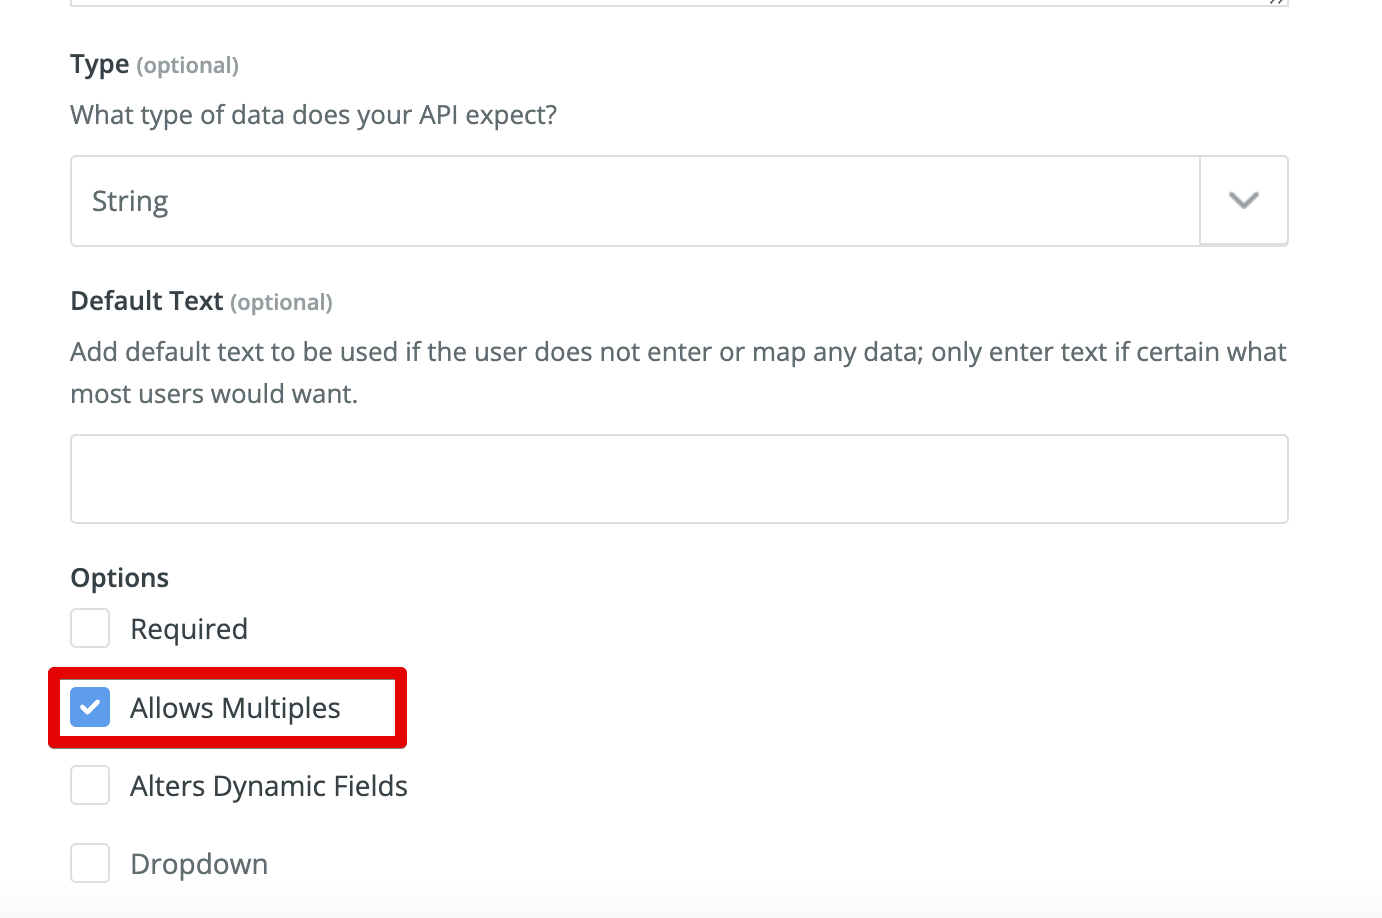 Type (optional)
What type of data does your API expect?
String
Default Text (optional)
Add default text to be used if the user does not enter or map any data; only enter text if certain what
most users would want.
Options
Required
Allows Multiples
Alters Dynamic Fields
Dropdown